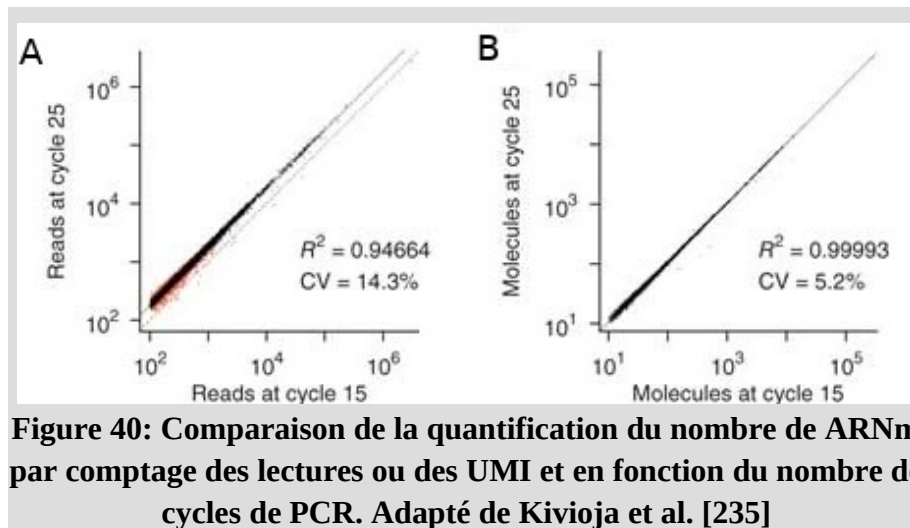 A
B
Reads at cycle 25
10^6
10^4
10^2
R^2 = 0.94664
CV = 14.3%
10^2 10^4 10^6
Reads at cycle 15
Molecules at cycle 25
10^5
10^3
10^1
R^2 = 0.99993
CV = 5.2%
10^1 10^3 10^5
Molecules at cycle 15
Figure 40: Comparaison de la quantification du nombre de ARNm
par comptage des lectures ou des UMI et en fonction du nombre de
cycles de PCR. Adapté de Kivioja et al. [235]